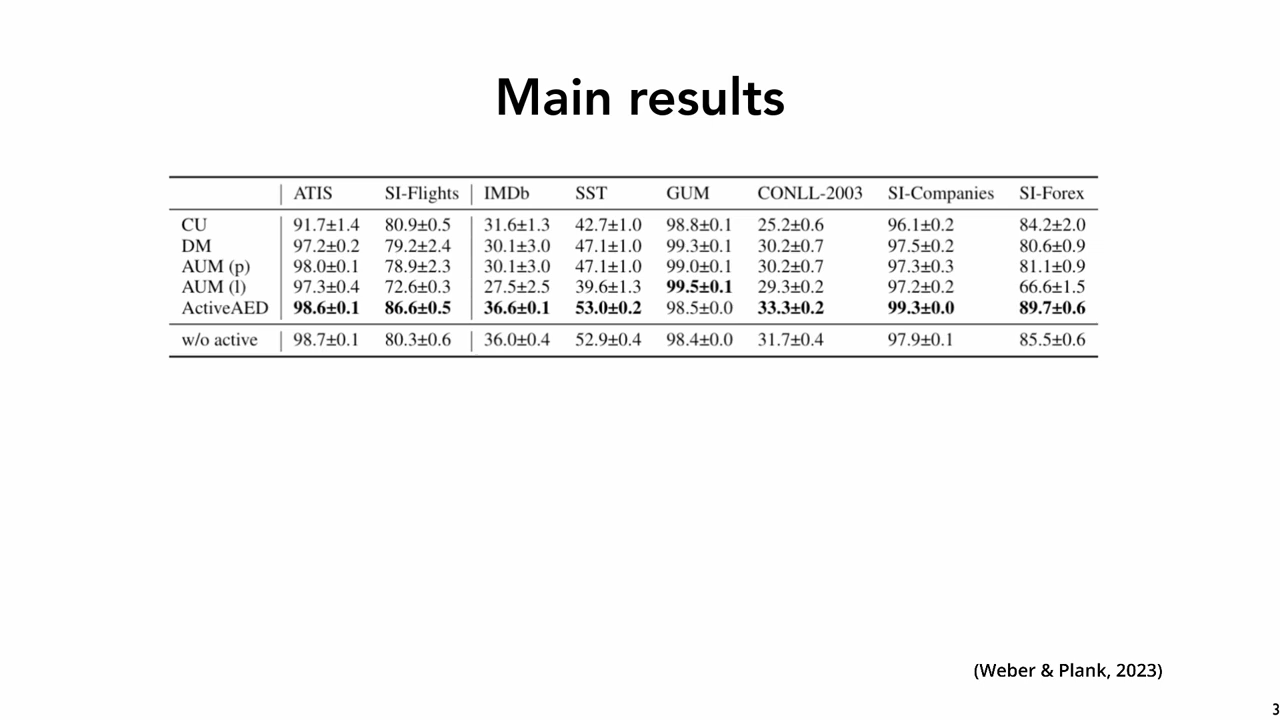 Main results
ATIS SI-Flights IMDb SST GUM CONLL-2003 SI-Companies SI-Forex
CU 91.7±1.4 80.9±0.5 31.6±1.3 42.7±1.0 98.8±0.1 25.2±0.6 96.1±0.2 84.2±2.0
DM 97.2±0.2 79.2±2.4 30.1±3.0 47.1±1.0 99.3±0.1 30.2±0.7 97.5±0.2 80.6±0.9
AUM (p) 98.0±0.1 78.9±2.3 30.1±3.0 47.1±1.0 99.0±0.1 30.2±0.7 97.3±0.3 81.1±0.9
AUM (l) 97.3±0.4 72.6±0.3 27.5±2.5 39.6±1.3 99.5±0.1 29.3±0.2 97.2±0.2 66.6±1.5
ActiveAED 98.6±0.1 86.6±0.5 36.6±0.1 53.0±0.2 98.5±0.0 33.3±0.2 99.3±0.0 89.7±0.6
w/o active 98.7±0.1 80.3±0.6 36.0±0.4 52.9±0.4 98.4±0.0 31.7±0.4 97.9±0.1 85.5±0.6
(Weber & Plank, 2023)
3